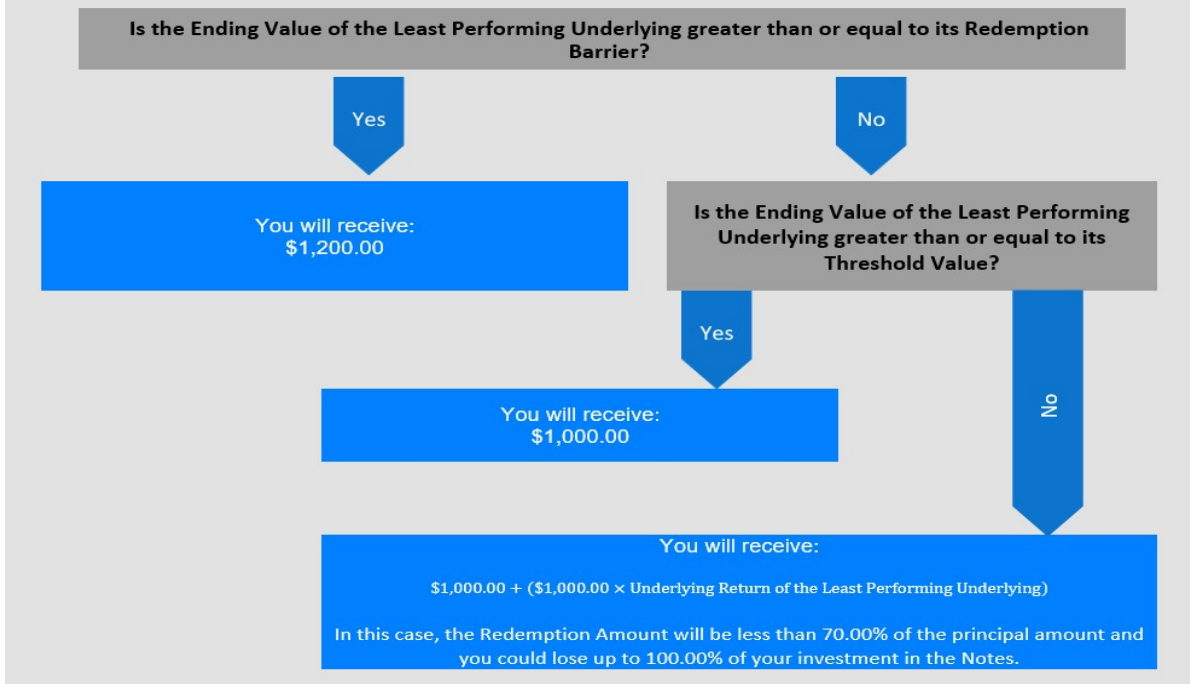 Is the Ending Value of the Least Performing Underlying greater than or equal to its Redemption
Barrier?
Yes
No
You will receive:
$1,200.00
Is the Ending Value of the Least Performing
Underlying greater than or equal to its
Threshold Value?
Yes
No
You will receive:
$1,000.00
You will receive:
$1,000.00 + ($1,000.00 × Underlying Return of the Least Performing Underlying)
In this case, the Redemption Amount will be less than 70.00% of the principal amount and
you could lose up to 100.00% of your investment in the Notes.